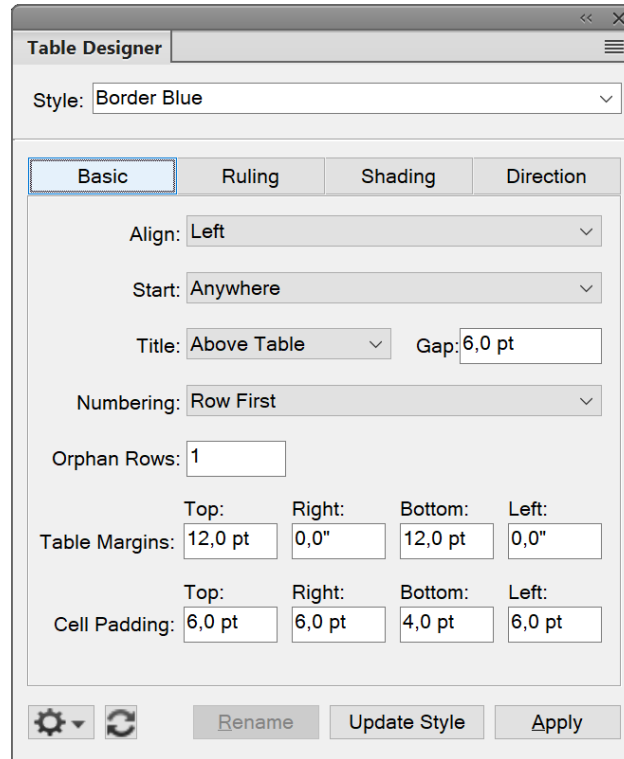 Table Designer
Style: Border Blue
Basic Ruling Shading Direction
Align: Left
Start: Anywhere
Title: Above Table Gap: 6,0 pt
Numbering: Row First
Orphan Rows: 1
Top: Right: Bottom: Left:
Table Margins: 12,0 pt 0,0" 12,0 pt 0,0"
Top: Right: Bottom: Left:
Cell Padding: 6,0 pt 6,0 pt 4,0 pt 6,0 pt
Rename Update Style Apply